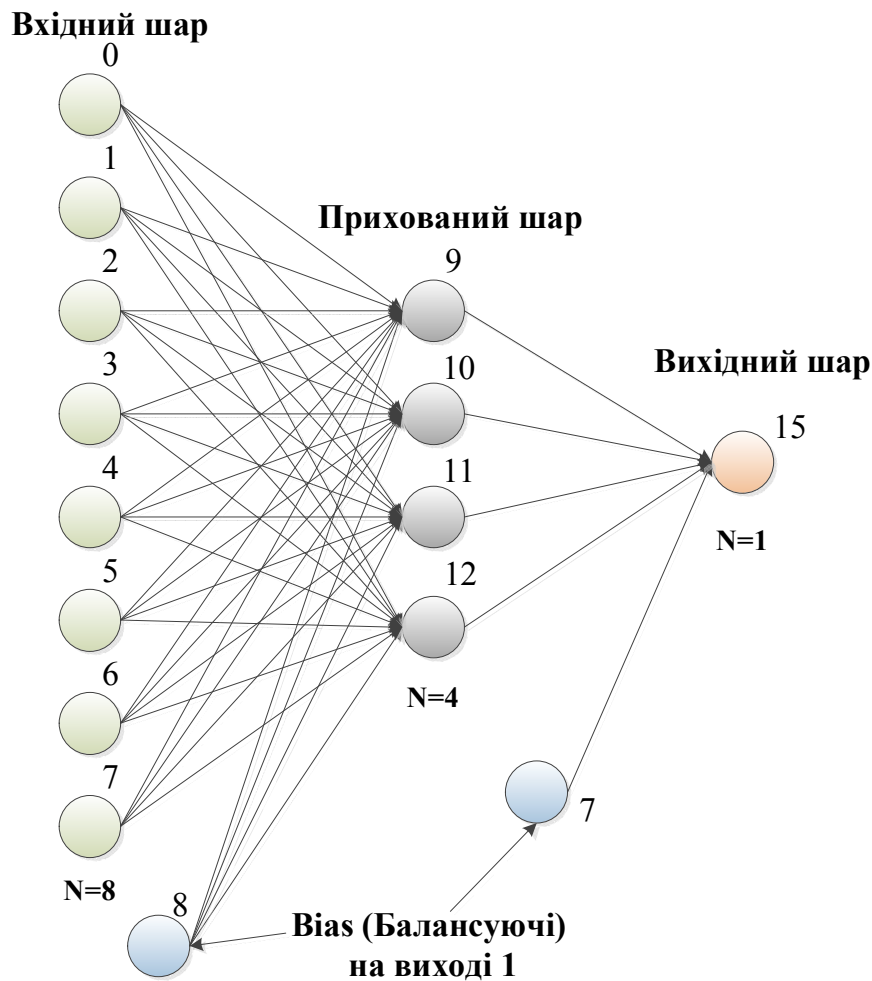 Вхідний шар
0
1
2
3
4
5
6
7
N=8
8
Прихований шар
9
10
11
12
N=4
Вихідний шар
15
N=1
7
Bias (Балансуючі)
на виході 1